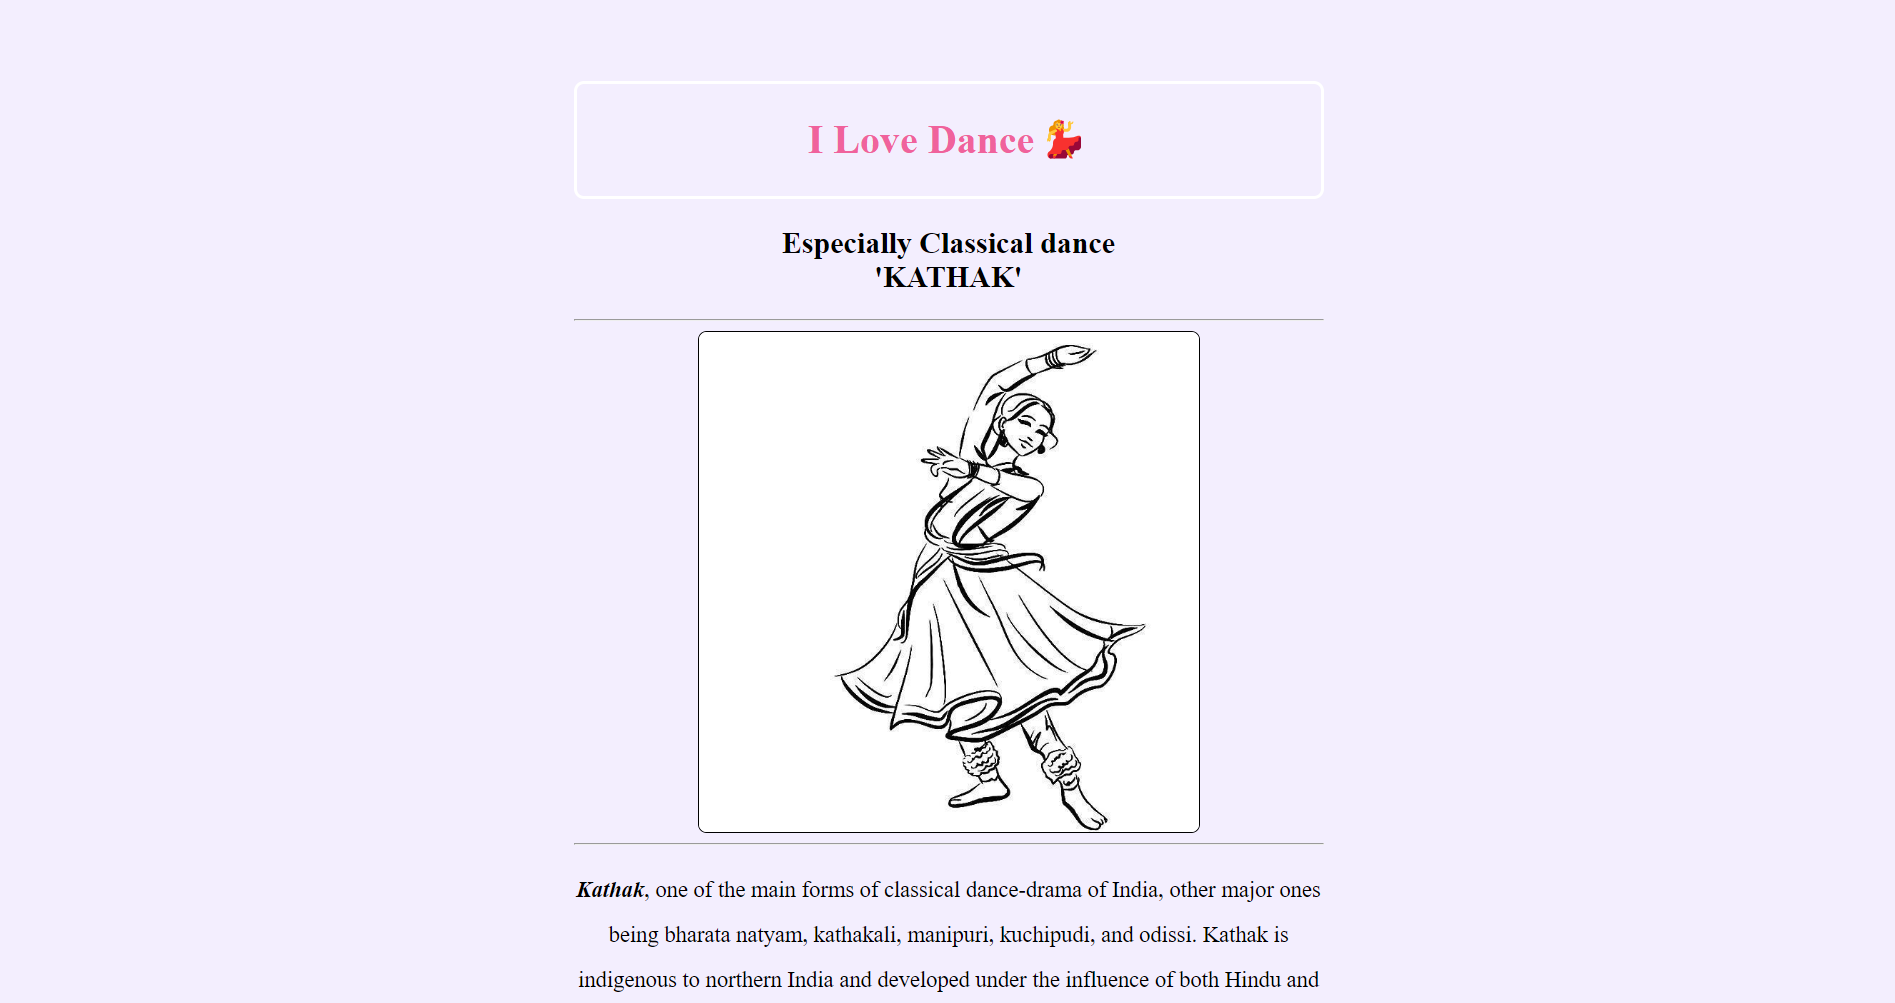 I Love Dance 💃
Especially Classical dance
'KATHAK'
Kathak, one of the main forms of classical dance-drama of India, other major ones
being bharata natyam, kathakali, manipuri, kuchipudi, and odissi. Kathak is
indigenous to northern India and developed under the influence of both Hindu and